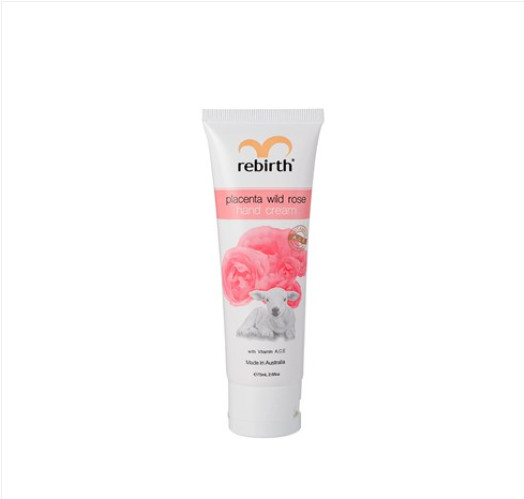 rebirth®
placenta wild rose
hand cream
with Vitamin A,D,E
Made in Australia